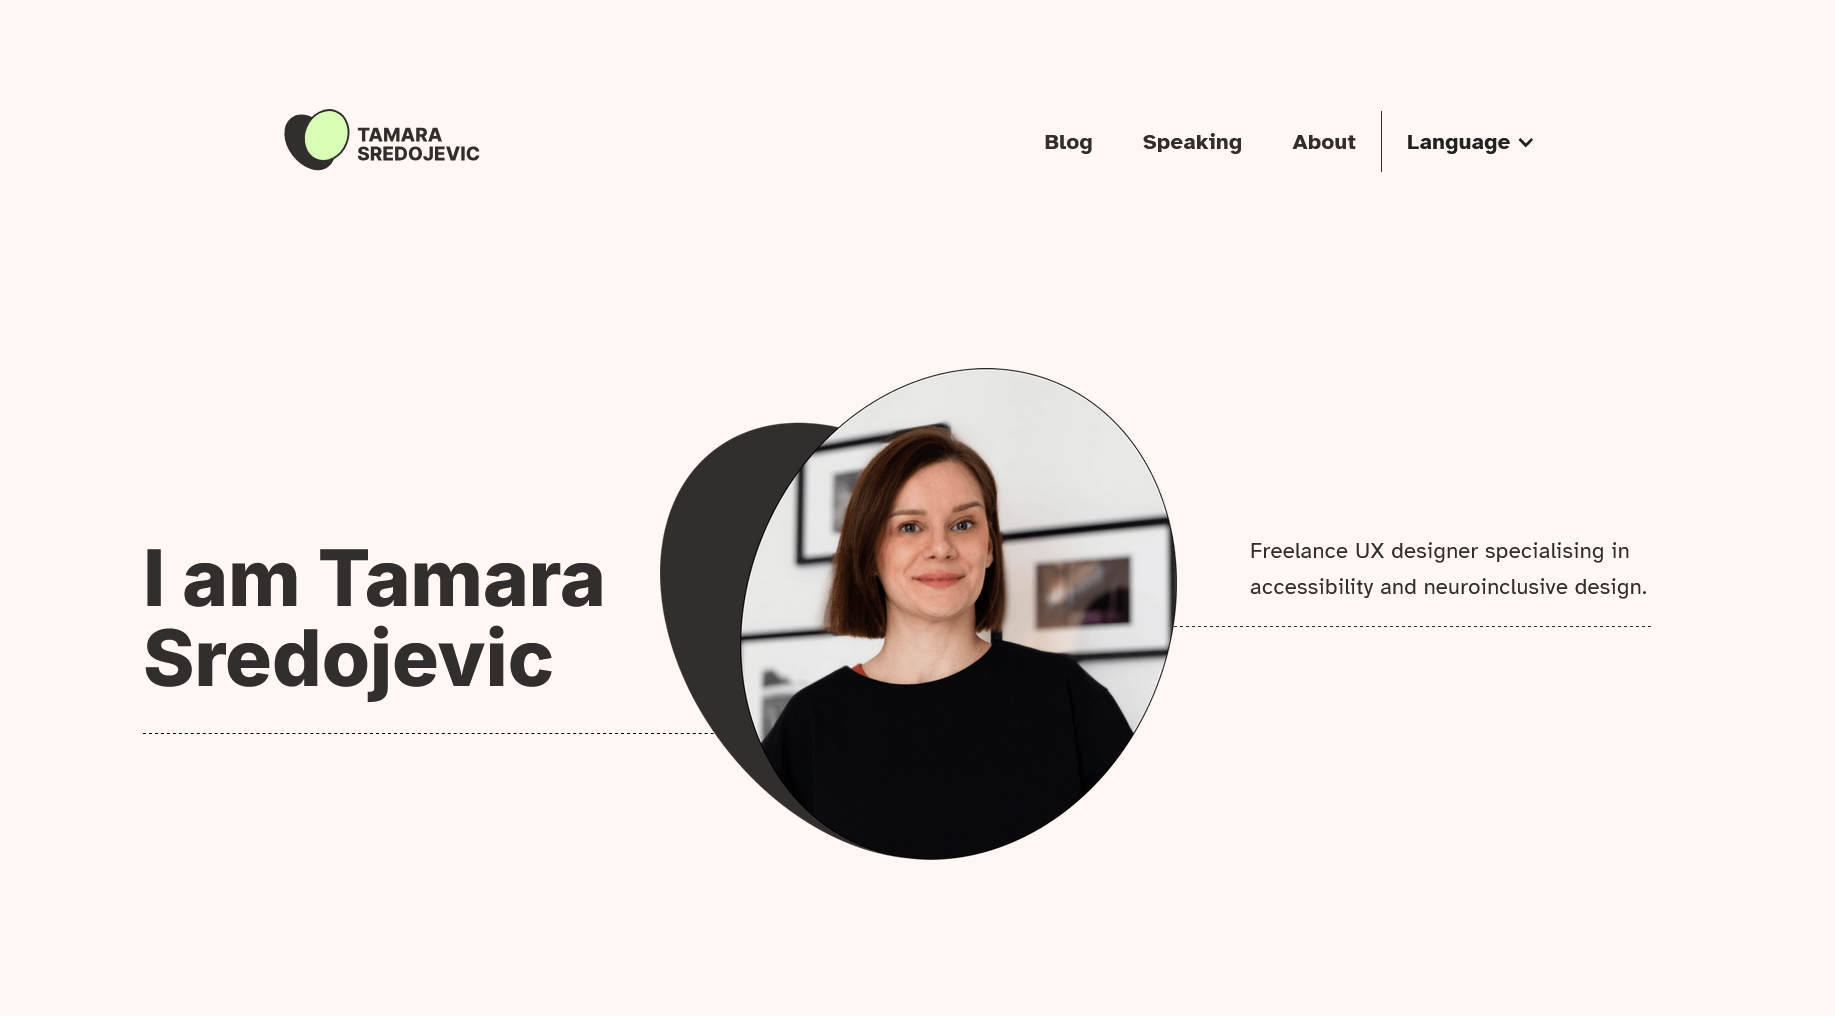 TAMARA
SREDOJEVIC
Blog
Speaking
About
Language
I am Tamara
Sredojevic
Freelance UX designer specialising in
accessibility and neuroinclusive design.